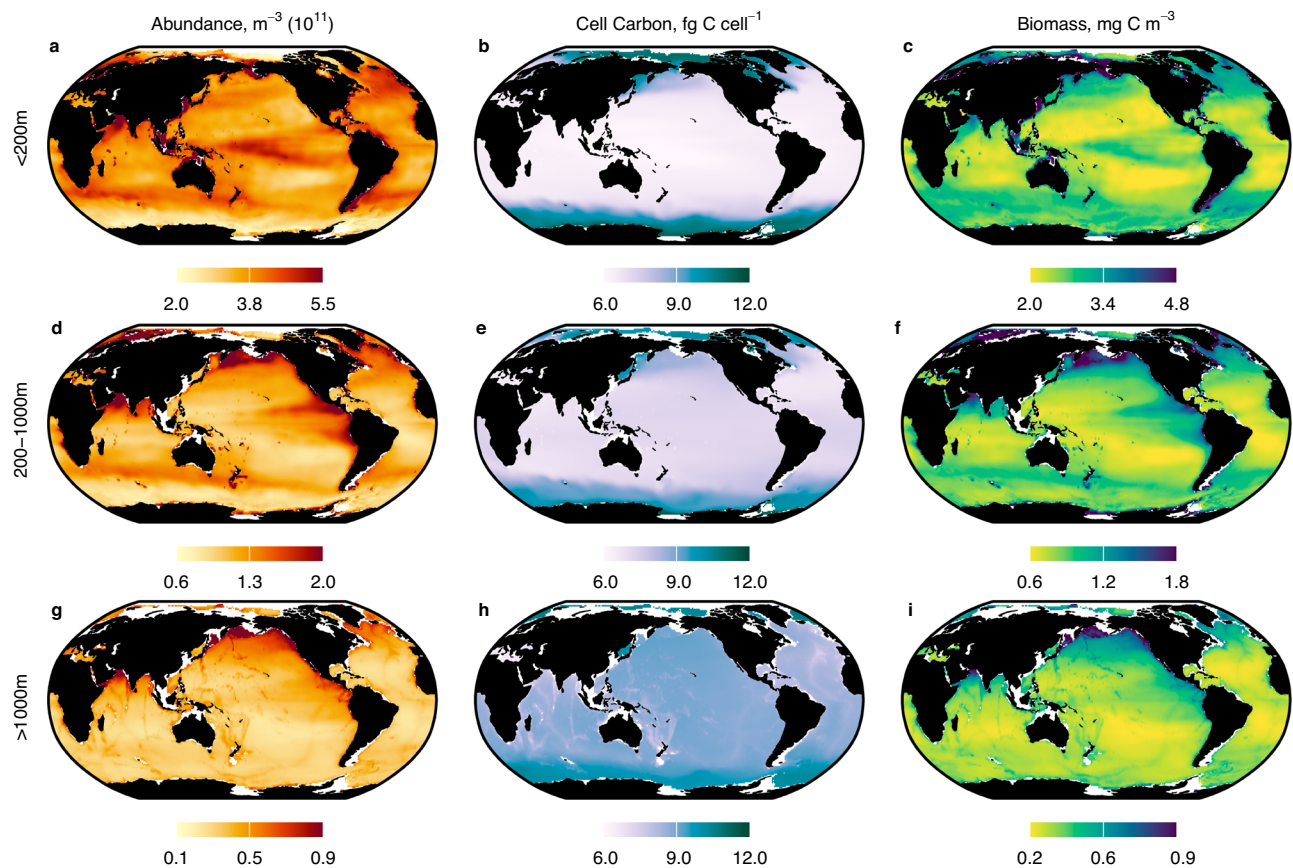 Abundance, m⁻³ (10¹¹)
Cell Carbon, fg C cell⁻¹
Biomass, mg C m⁻³
a
b
c
<200m
2.0 3.8 5.5
6.0 9.0 12.0
2.0 3.4 4.8
d
e
f
200–1000m
0.6 1.3 2.0
6.0 9.0 12.0
0.6 1.2 1.8
g
h
i
>1000m
0.1 0.5 0.9
6.0 9.0 12.0
0.2 0.6 0.9